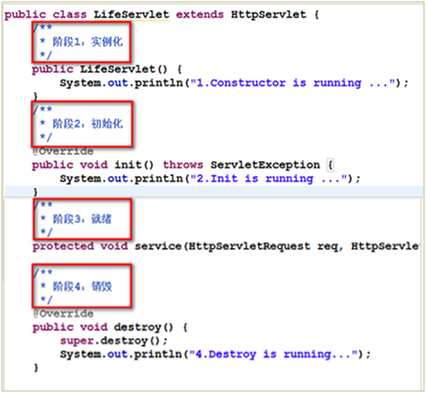 public class LifeServlet extends HttpServlet {
/**
* 阶段1：实例化
*/
public LifeServlet() {
System.out.println("1.Constructor is running ...");
}
/**
* 阶段2：初始化
*/
@Override
public void init() throws ServletException {
System.out.println("2.Init is running ...");
}
/**
* 阶段3：就绪
*/
protected void service(HttpServletRequest req, HttpServlet
/**
* 阶段4：销毁
*/
@Override
public void destroy() {
super.destroy();
System.out.println("4.Destroy is running...");
}